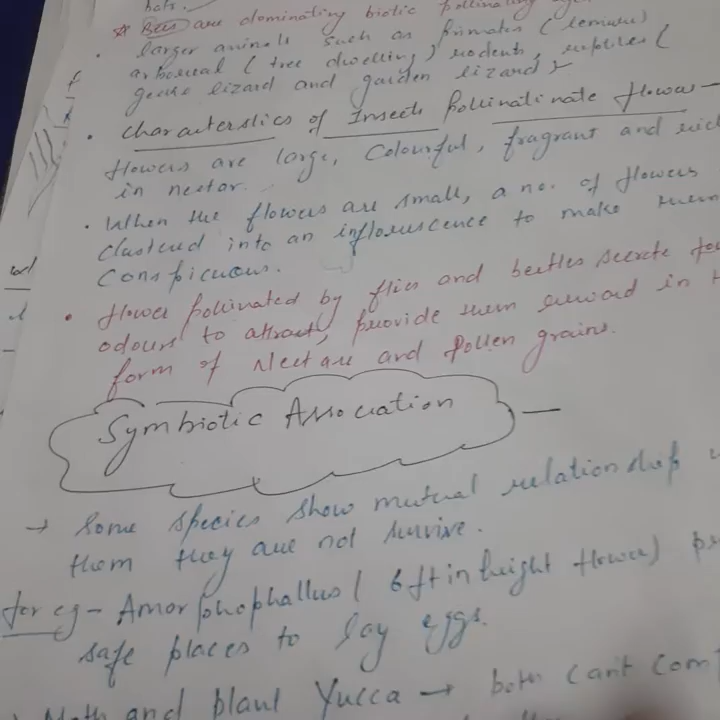 bats.
☆ Bees are dominating biotic pollinating
• larger animals such as primates (lemurs)
arboreal (tree dwelling) rodents, reptiles (
gecko lizard and garden lizard)
• Characterstics of Insects Pollinatinate flower –
flowers are large, Colourful, fragrant and rich
in nector.
• When the flowers are small, a no. of flowers
Clustered into an inflorescence to make them
Conspicuous.
• flower pollinated by flies and beetles secrete
odours to attract, provide them reward in
form of Nectare and Pollen grains.
Symbiotic Association —
→ Some species show mutual relationship
them they are not survive.
for eg – Amorphophallus ( 6 ft in height flower)
safe places to lay eggs.
Moth and plant Yucca → both can't